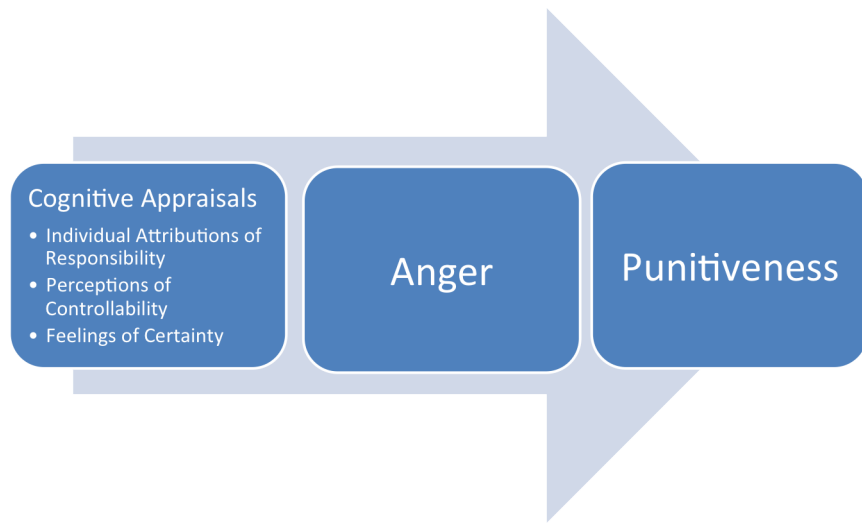 Cognitive Appraisals
• Individual Attributions of
Responsibility
• Perceptions of
Controllability
• Feelings of Certainty
Anger
Punitiveness